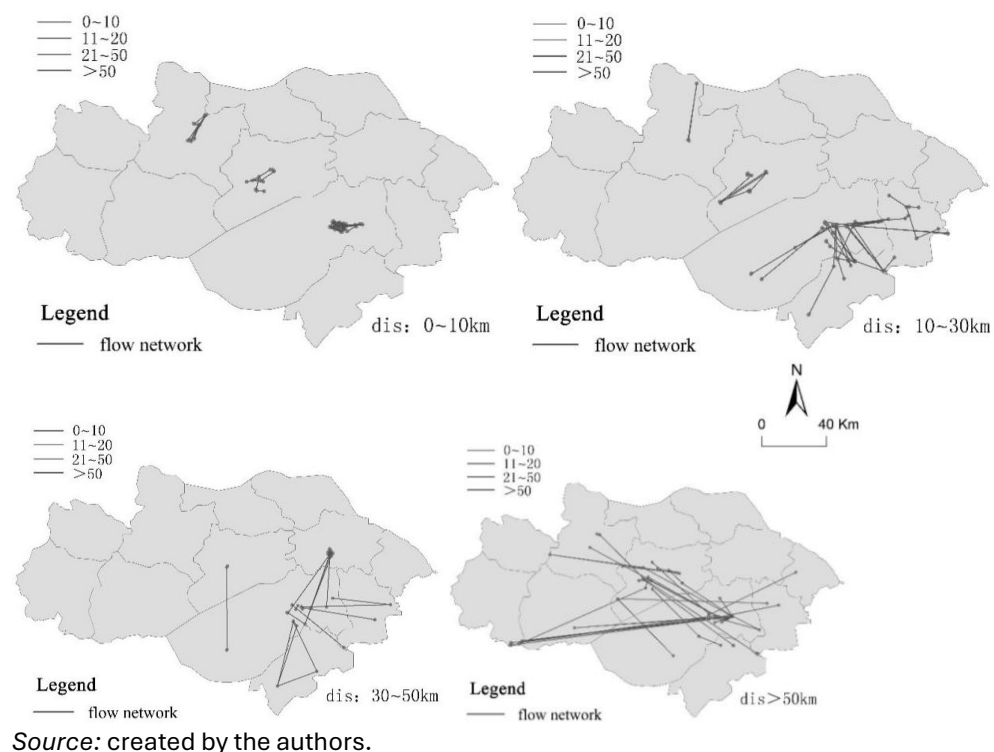 0~10
11~20
21~50
>50
Legend
flow network
dis: 0~10km
0~10
11~20
21~50
>50
Legend
flow network
dis: 10~30km
N
0 40 Km
0~10
11~20
21~50
>50
Legend
flow network
dis: 30~50km
0~10
11~20
21~50
>50
Legend
flow network
dis>50km
Source: created by the authors.